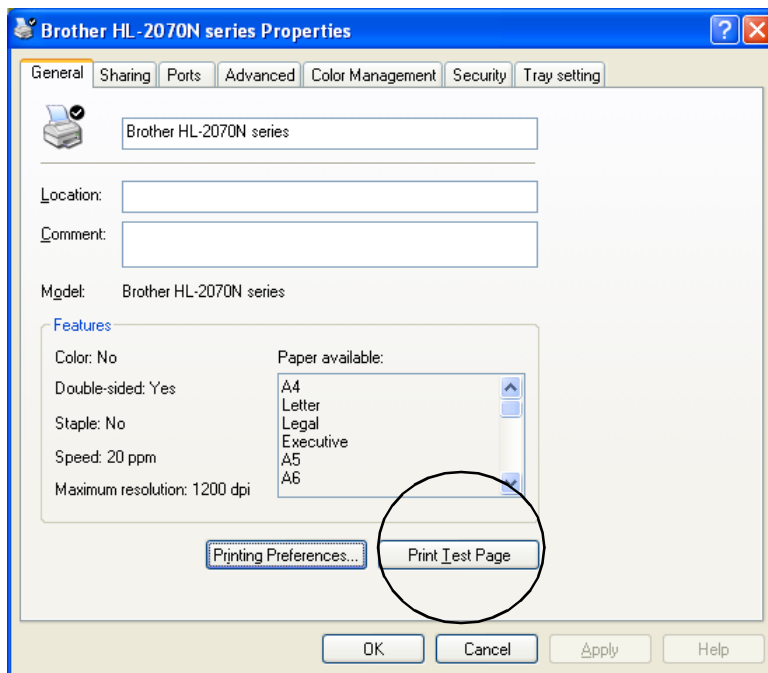 Brother HL-2070N series Properties
General Sharing Ports Advanced Color Management Security Tray setting
Brother HL-2070N series
Location:
Comment:
Model: Brother HL-2070N series
Features
Color: No
Double-sided: Yes
Staple: No
Speed: 20 ppm
Maximum resolution: 1200 dpi
Paper available:
A4
Letter
Legal
Executive
A5
A6
Printing Preferences... Print Test Page
OK Cancel Apply Help